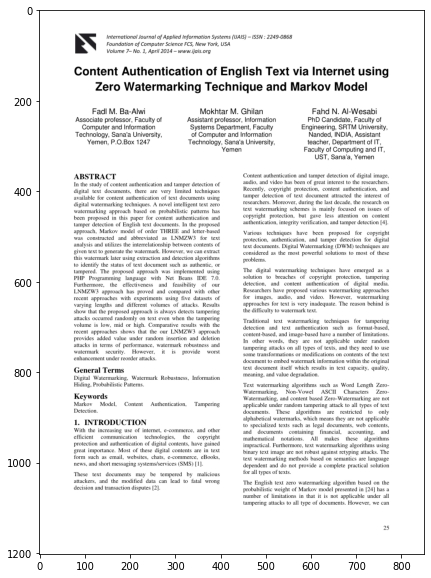 International Journal of Applied Information Systems (IJAIS) – ISSN : 2249-0868
Foundation of Computer Science FCS, New York, USA
Volume 7– No. 1, April 2014 – www.ijais.org
Content Authentication of English Text via Internet using
Zero Watermarking Technique and Markov Model
Fadl M. Ba-Alwi
Associate professor, Faculty of
Computer and Information
Technology, Sana'a University,
Yemen, P.O.Box 1247
Mokhtar M. Ghilan
Assistant professor, Information
Systems Department, Faculty
of Computer and Information
Technology, Sana'a University,
Yemen
Fahd N. Al-Wesabi
PhD Candidate, Faculty of
Engineering, SRTM University,
Nanded, INDIA, Assistant
teacher, Department of IT,
Faculty of Computing and IT,
UST, Sana'a, Yemen
ABSTRACT
In the study of content authentication and tamper detection of
digital text documents, there are very limited techniques
available for content authentication of text documents using
digital watermarking techniques. A novel intelligent text zero
watermarking approach based on probabilistic patterns has
been proposed in this paper for content authentication and
tamper detection of English text documents. In the proposed
approach, Markov model of order THREE and letter-based
was constructed and abbreviated as LNMZW3 for text
analysis and utilizes the interrelationship between contents of
given text to generate the watermark. However, we can extract
this watermark later using extraction and detection algorithms
to identify the status of text document such as authentic, or
tampered. The proposed approach was implemented using
PHP Programming language with Net Beans IDE 7.0.
Furthermore, the effectiveness and feasibility of our
LNMZW3 approach has proved and compared with other
recent approaches with experiments using five datasets of
varying lengths and different volumes of attacks. Results
show that the proposed approach is always detects tampering
attacks occurred randomly on text even when the tampering
volume is low, mid or high. Comparative results with the
recent approaches shows that the our LNMZW3 approach
provides added value under random insertion and deletion
attacks in terms of performance, watermark robustness and
watermark security. However, it is provide worst
enhancement under reorder attacks.
General Terms
Digital Watermarking, Watermark Robustness, Information
Hiding, Probabilistic Patterns.
Keywords
Markov Model, Content Authentication, Tampering
Detection.
1. INTRODUCTION
With the increasing use of internet, e-commerce, and other
efficient communication technologies, the copyright
protection and authentication of digital contents, have gained
great importance. Most of these digital contents are in text
form such as email, websites, chats, e-commerce, eBooks,
news, and short messaging systems/services (SMS) [1].
These text documents may be tempered by malicious
attackers, and the modified data can lead to fatal wrong
decision and transaction disputes [2].
Content authentication and tamper detection of digital image,
audio, and video has been of great interest to the researchers.
Recently, copyright protection, content authentication, and
tamper detection of text document attracted the interest of
researchers. Moreover, during the last decade, the research on
text watermarking schemes is mainly focused on issues of
copyright protection, but gave less attention on content
authentication, integrity verification, and tamper detection [4].
Various techniques have been proposed for copyright
protection, authentication, and tamper detection for digital
text documents. Digital Watermarking (DWM) techniques are
considered as the most powerful solutions to most of these
problems.
The digital watermarking techniques have emerged as a
solution to copyright protection, tampering detection,
and content authentication of digital media.
Researchers have proposed various watermarking approaches
for images, audio, and videos. However, watermarking
approaches for text is very inadequate. The reason behind is
the difficulty to watermark text.
Traditional text watermarking techniques for tampering
detection and text authentication such as format-based,
content-based, and image-based have a number of limitations.
In other words, they are not applicable under random
tampering attacks on all types of texts, and they need to use
some transformations or modifications on contents of the text
document to embed watermark information within the original
text document itself which results in text capacity, quality,
meaning, and value degradation.
Text watermarking algorithms such as Word Length Zero-
Watermarking, Non-Vowel ASCII Characters Zero-
Watermarking, and content based Zero-Watermarking are not
applicable under random tampering attack to all types of text
documents. These algorithms are restricted to only
alphabetical watermarks, which means they are not applicable
to specialized texts such as legal documents, web contents,
and documents containing financial, accounting, and
mathematical notations. All makes these algorithms
impractical. Furthermore, text watermarking algorithms using
binary text image are not robust against retyping attacks. The
text watermarking methods based on semantics are language
dependent and do not provide a complete practical solution
for all types of texts.
The English text zero watermarking algorithm based on the
probabilistic weight of Markov model presented in [24] has a
number of limitations in that it is not applicable under all
tampering attacks to all type of documents. However, we can
25
0
200
400
600
800
1000
1200
0
100
200
300
400
500
600
700
800